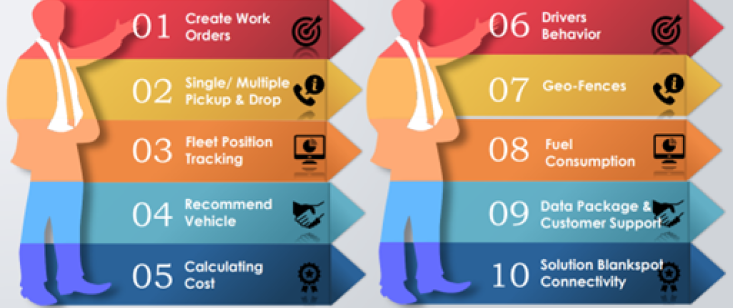 01 Create Work
Orders
02 Single/ Multiple
Pickup & Drop
03 Fleet Position
Tracking
04 Recommend
Vehicle
05 Calculating
Cost
06 Drivers
Behavior
07 Geo-Fences
08 Fuel
Consumption
09 Data Package &
Customer Support
10 Solution Blankspot
Connectivity